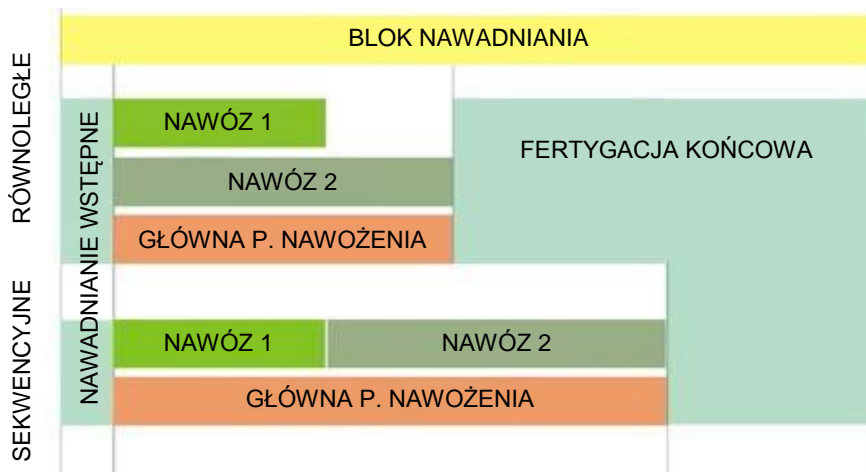 BLOK NAWADNIANIA
RÓWNOLEGŁE
NAWADNIANIE WSTĘPNE
NAWÓZ 1
FERTYGACJA KOŃCOWA
NAWÓZ 2
GŁÓWNA P. NAWOŻENIA
SEKWENCYJNE
NAWÓZ 1
NAWÓZ 2
GŁÓWNA P. NAWOŻENIA